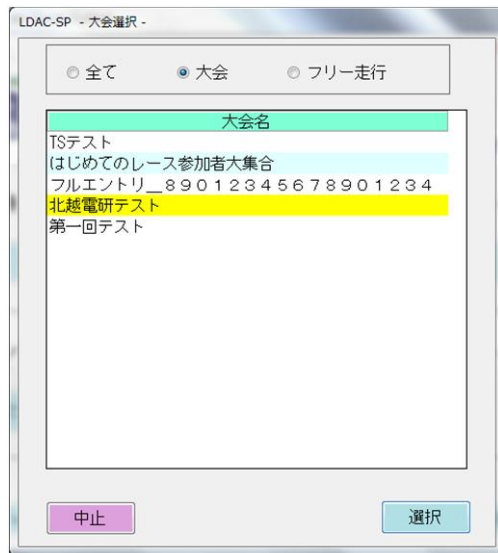 LDAC-SP - 大会選択 -
全て 大会 フリー走行
大会名
TSテスト
はじめてのレース参加者大集合
フルエントリ＿８９０１２３４５６７８９０１２３４
北越電研テスト
第一回テスト
中止 選択